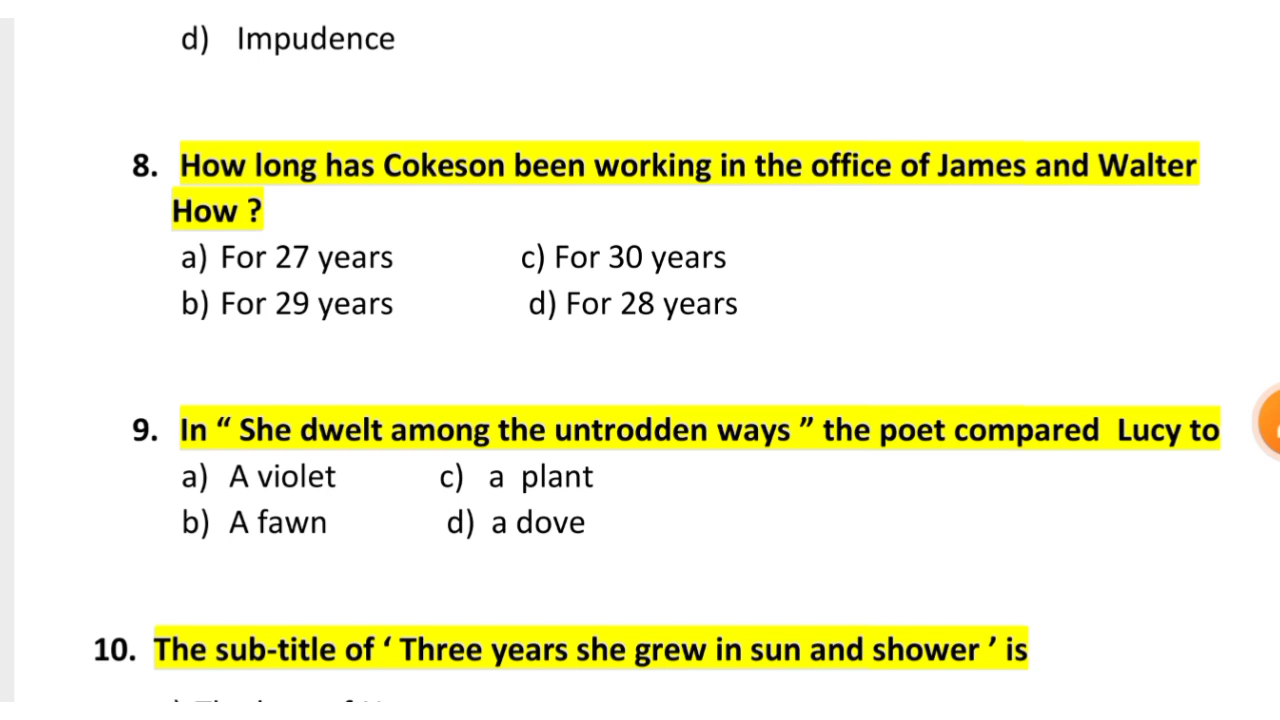 d) Impudence
8. How long has Cokeson been working in the office of James and Walter
How ?
a) For 27 years c) For 30 years
b) For 29 years d) For 28 years
9. In “ She dwelt among the untrodden ways ” the poet compared Lucy to
a) A violet c) a plant
b) A fawn d) a dove
10. The sub-title of ‘ Three years she grew in sun and shower ’ is